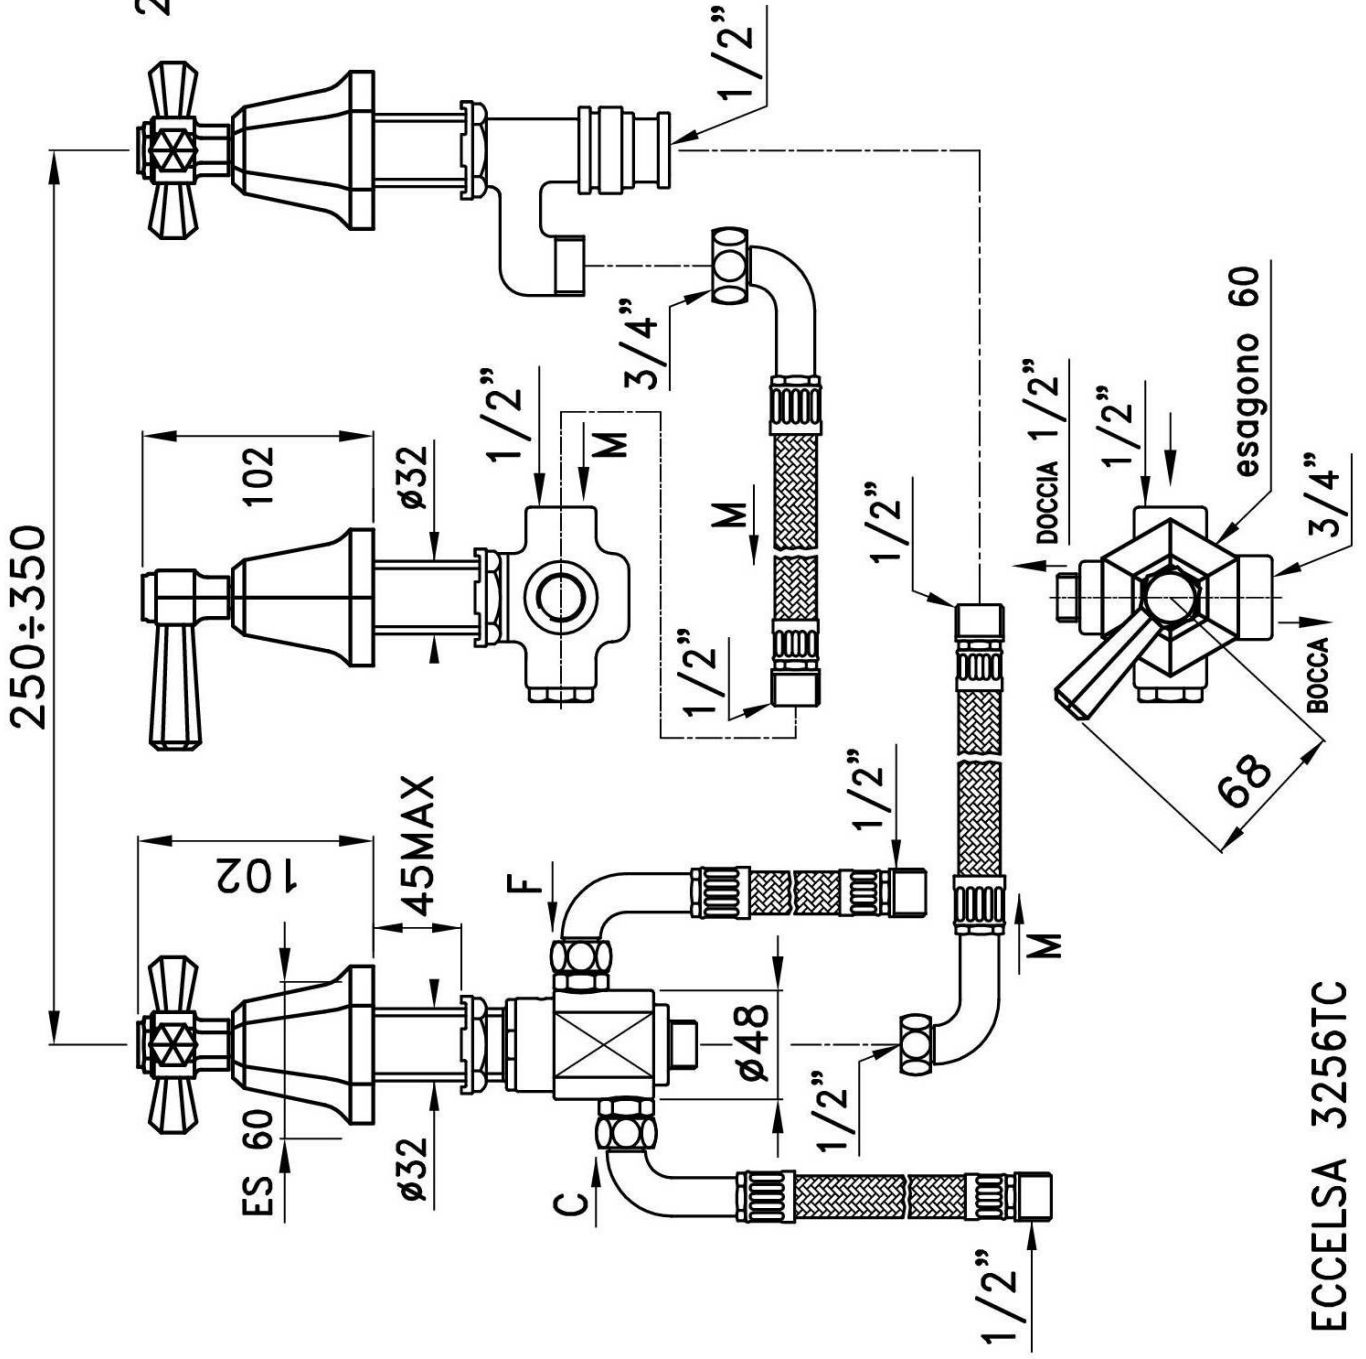 2
250÷350
1/2”
102
ø32
1/2”
M
3/4”
M
1/2”
1/2”
DOCCIA 1/2”
1/2”
esagono 60
3/4”
BOCCA
68
102
45MAX
ES 60
ø32
F
C
1/2”
ø48
1/2”
M
1/2”
ECCELSA 3256TC